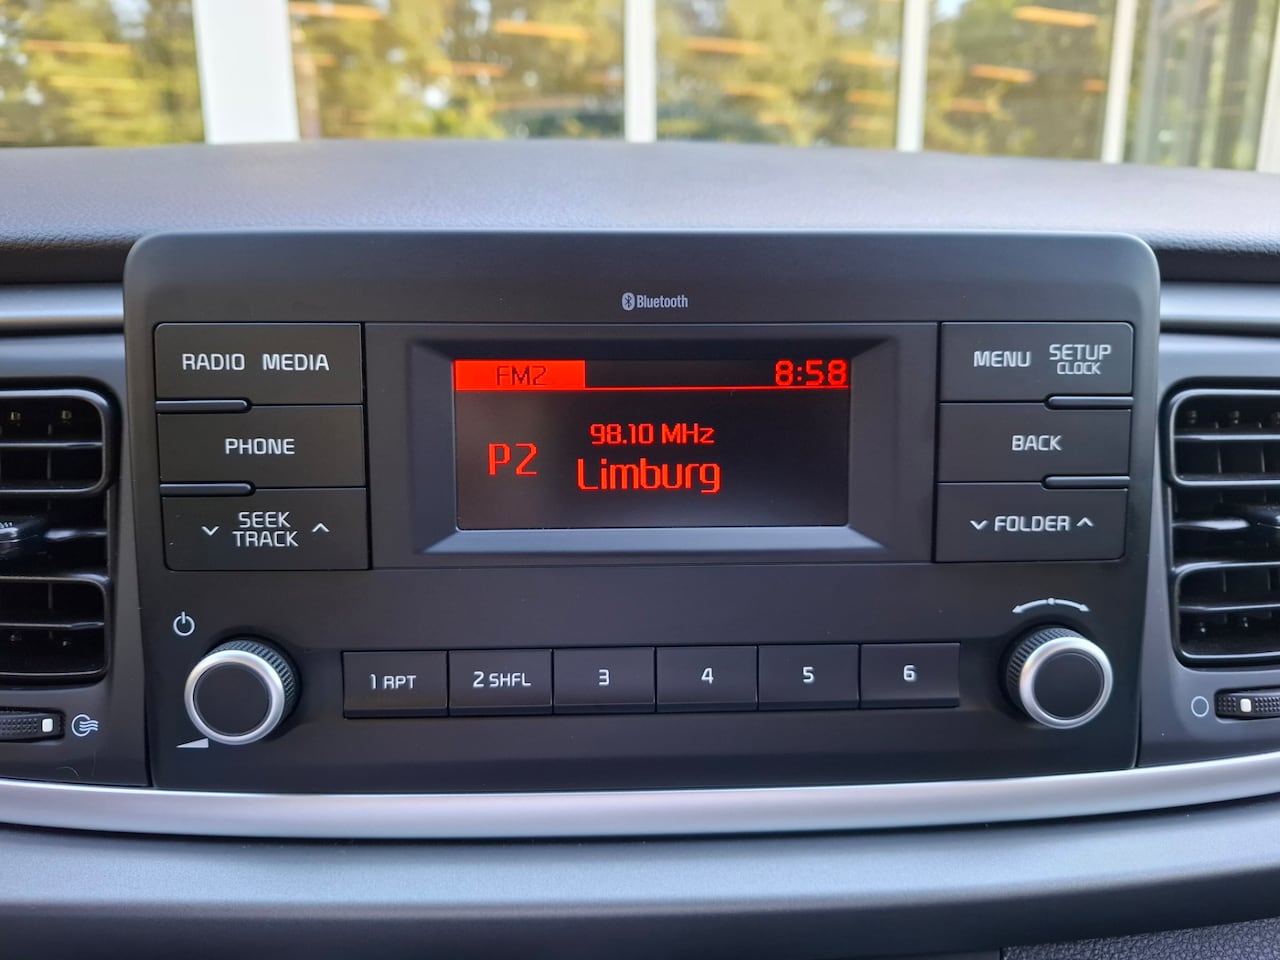 Bluetooth
RADIO MEDIA
PHONE
SEEK
TRACK
FM2 8:58
98.10 MHz
P2
Limburg
MENU SETUP
CLOCK
BACK
FOLDER
1 RPT 2 SHFL 3 4 5 6